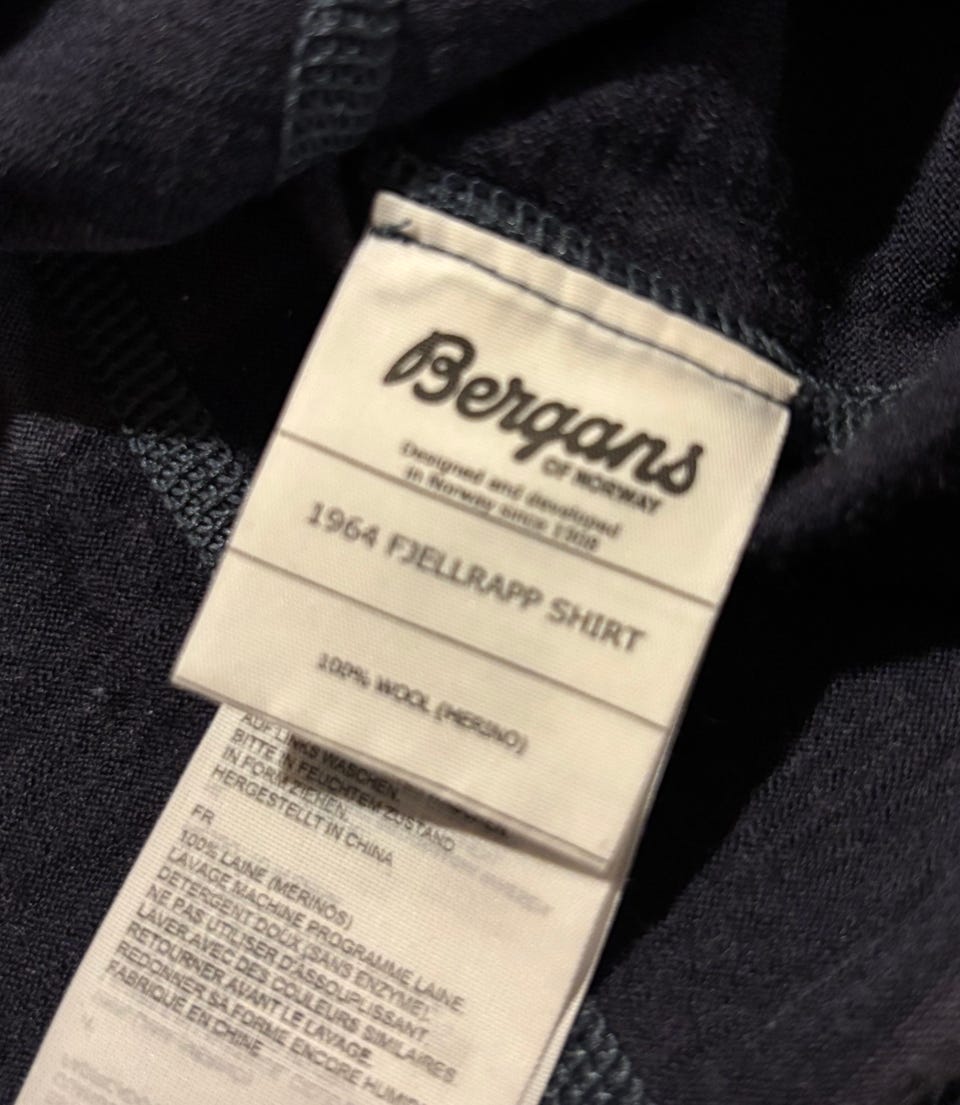 Bergans
OF NORWAY
Designed and developed
in Norway since 1908
1964 FJELLRAPP SHIRT
100% WOOL (MERINO)
AUF LINKS WASCHEN.
BITTE IN FEUCHTEM ZUSTAND
IN FORM ZIEHEN.
HERGESTELLT IN CHINA
FR
100% LAINE (MERINOS)
LAVAGE MACHINE PROGRAMME LAINE
DETERGENT DOUX (SANS ENZYME).
NE PAS UTILISER D'ASSOUPLISSANT
LAVER AVEC DES COULEURS SIMILAIRES
RETOURNER AVANT LE LAVAGE.
REDONNER SA FORME ENCORE HUMIDE
FABRIQUÉ EN CHINE